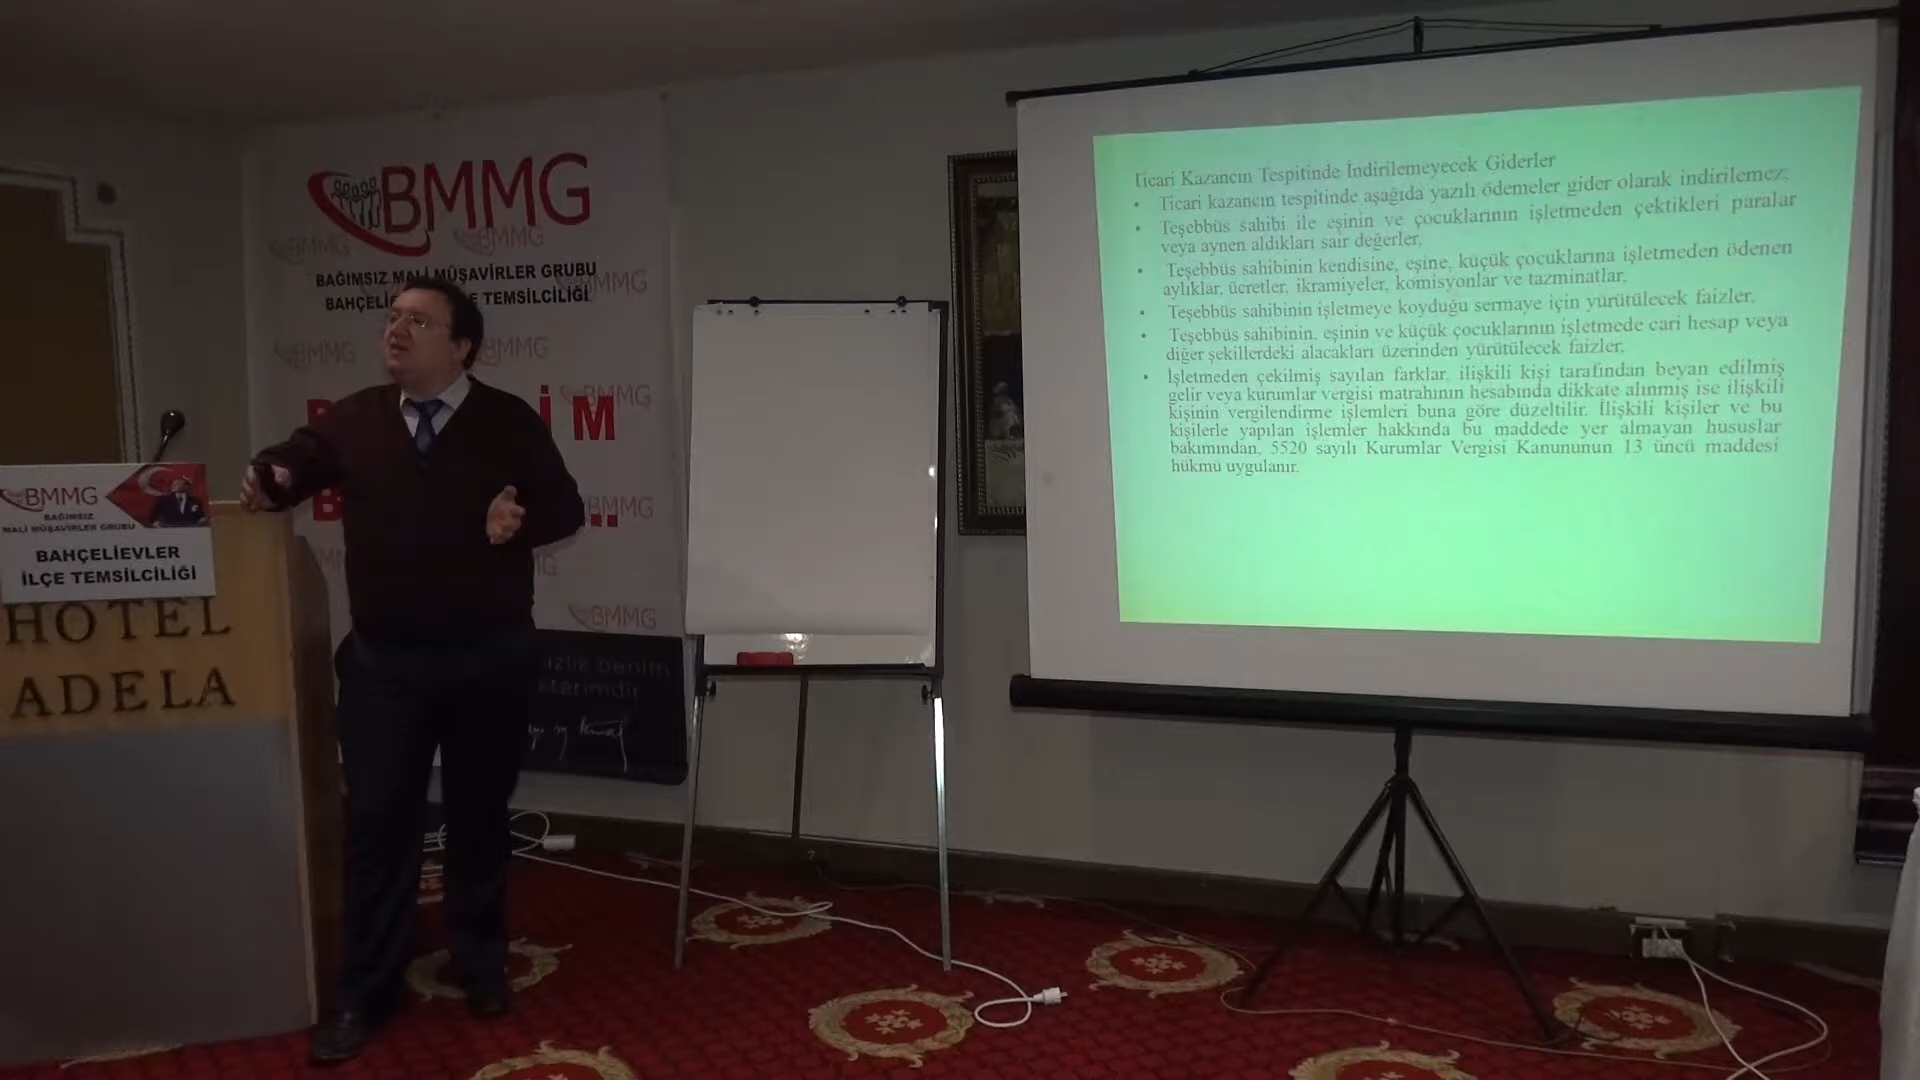 BMMG
BAĞIMSIZ MALİ MÜŞAVİRLER GRUBU
TEMSİLCİLİĞİ
BMMG
BAĞIMSIZ
MALİ MÜŞAVİRLER GRUBU
BAHÇELİEVLER
İLÇE TEMSİLCİLİĞİ
HOTEL
ADELA
Ticari Kazancın Tespitinde İndirilemeyecek Giderler
• Ticari kazancın tespitinde aşağıda yazılı ödemeler gider olarak indirilemez;
• Teşebbüs sahibi ile eşinin ve çocuklarının işletmeden çektikleri paralar
veya aynen aldıkları sair değerler,
• Teşebbüs sahibinin kendisine, eşine, küçük çocuklarına işletmeden ödenen
aylıklar, ücretler, ikramiyeler, komisyonlar ve tazminatlar,
• Teşebbüs sahibinin işletmeye koyduğu sermaye için yürütülecek faizler,
• Teşebbüs sahibinin, eşinin ve küçük çocuklarının işletmede cari hesap veya
diğer şekillerdeki alacakları üzerinden yürütülecek faizler,
• İşletmeden çekilmiş sayılan farklar, ilişkili kişi tarafından beyan edilmiş
gelir veya kurumlar vergisi matrahının hesabında dikkate alınmış ise ilişkili
kişinin vergilendirme işlemleri buna göre düzeltilir. İlişkili kişiler ve bu
kişilerle yapılan işlemler hakkında bu maddede yer almayan hususlar
bakımından, 5520 sayılı Kurumlar Vergisi Kanununun 13 üncü maddesi
hükmü uygulanır.